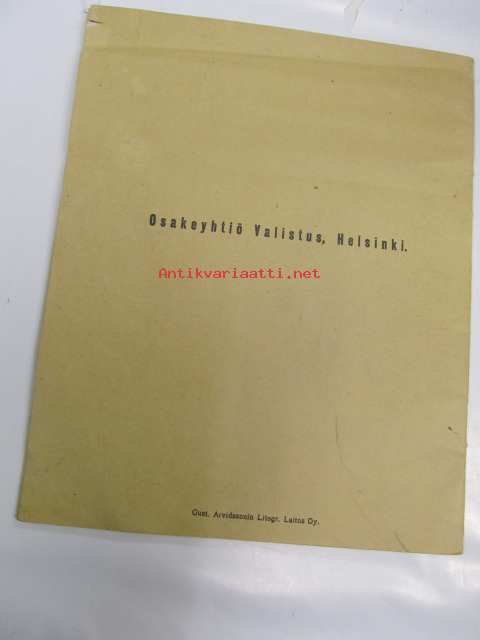 Osakeyhtiö Valistus, Helsinki.
Antikvariaatti.net
Gust. Arvidssonin Litogr. Laitos Oy.